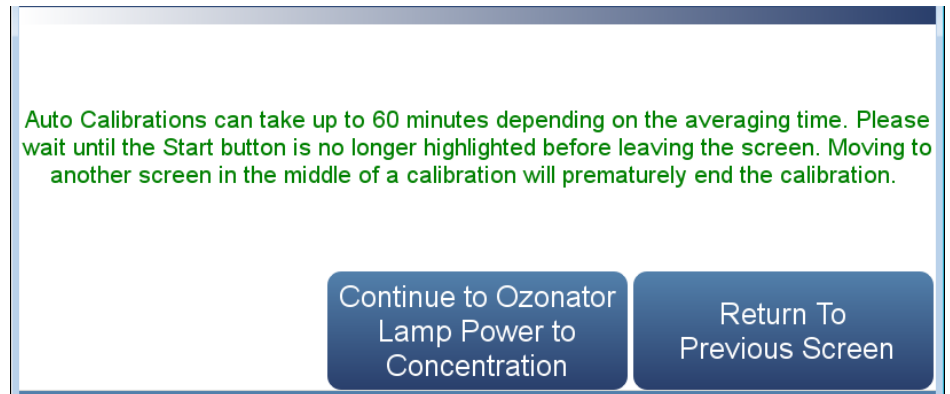 Auto Calibrations can take up to 60 minutes depending on the averaging time. Please
wait until the Start button is no longer highlighted before leaving the screen. Moving to
another screen in the middle of a calibration will prematurely end the calibration.
Continue to Ozonator
Lamp Power to
Concentration
Return To
Previous Screen